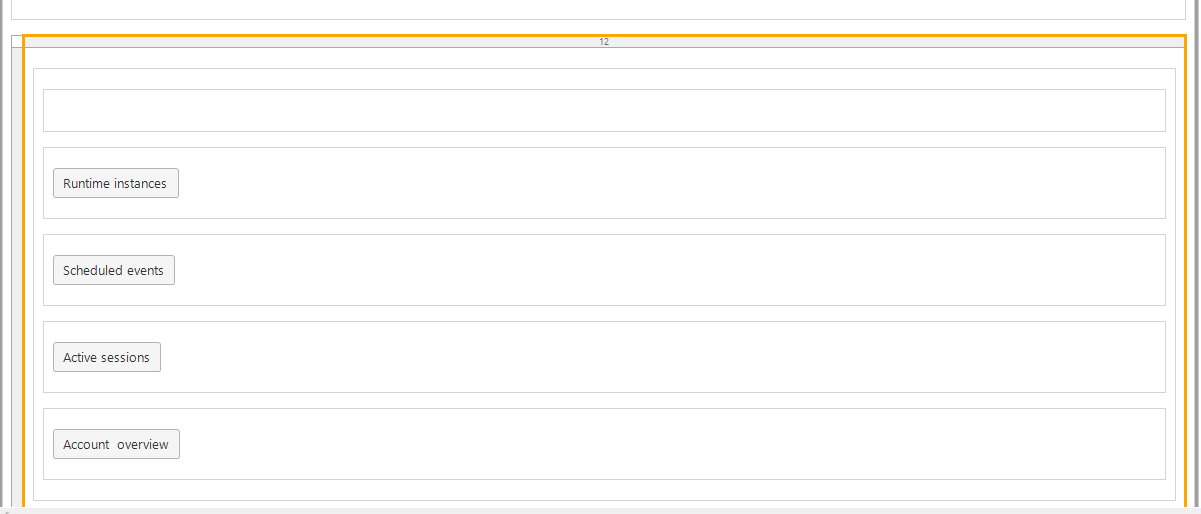 12
Runtime instances
Scheduled events
Active sessions
Account  overview